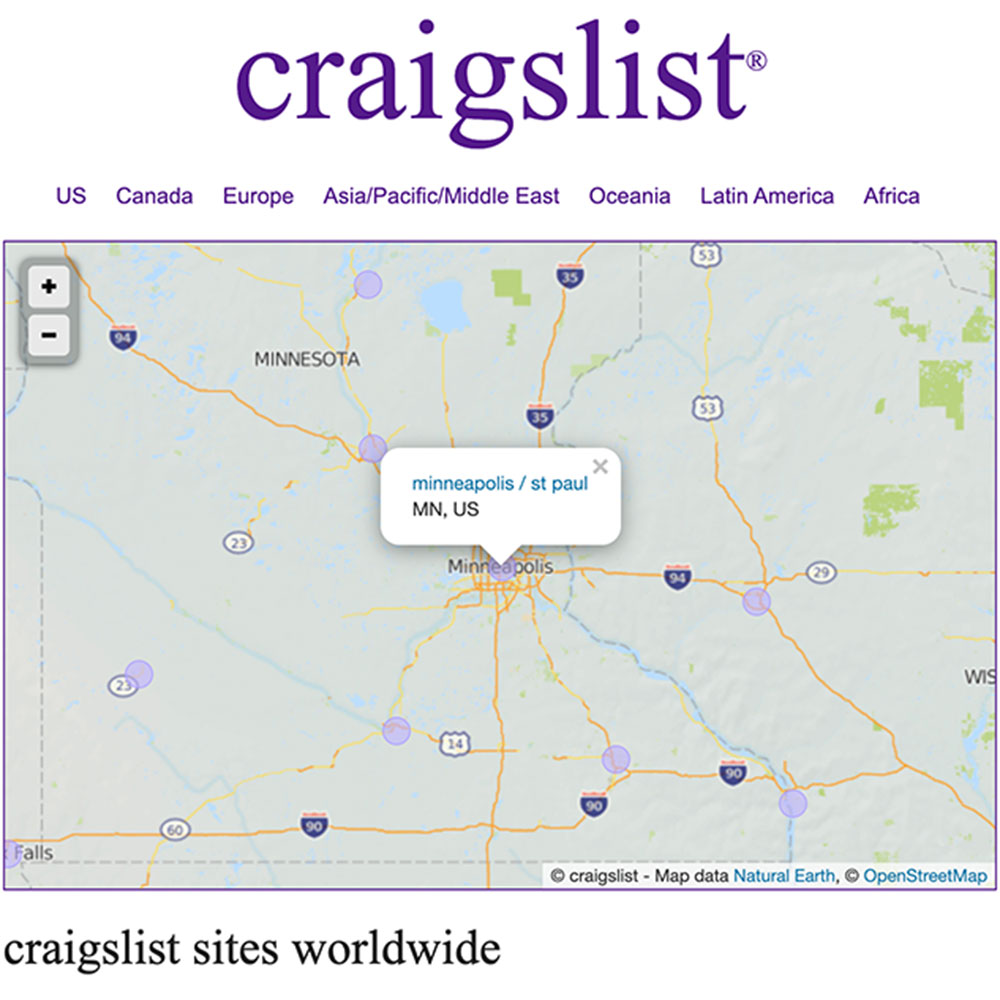 craigslist®
US Canada Europe Asia/Pacific/Middle East Oceania Latin America Africa
+
−
53
35
94
MINNESOTA
53
35
minneapolis / st paul ×
MN, US
23
Minneapolis
94
29
23
WIS
14
90
90
60
90
Falls
© craigslist - Map data Natural Earth, © OpenStreetMap
craigslist sites worldwide